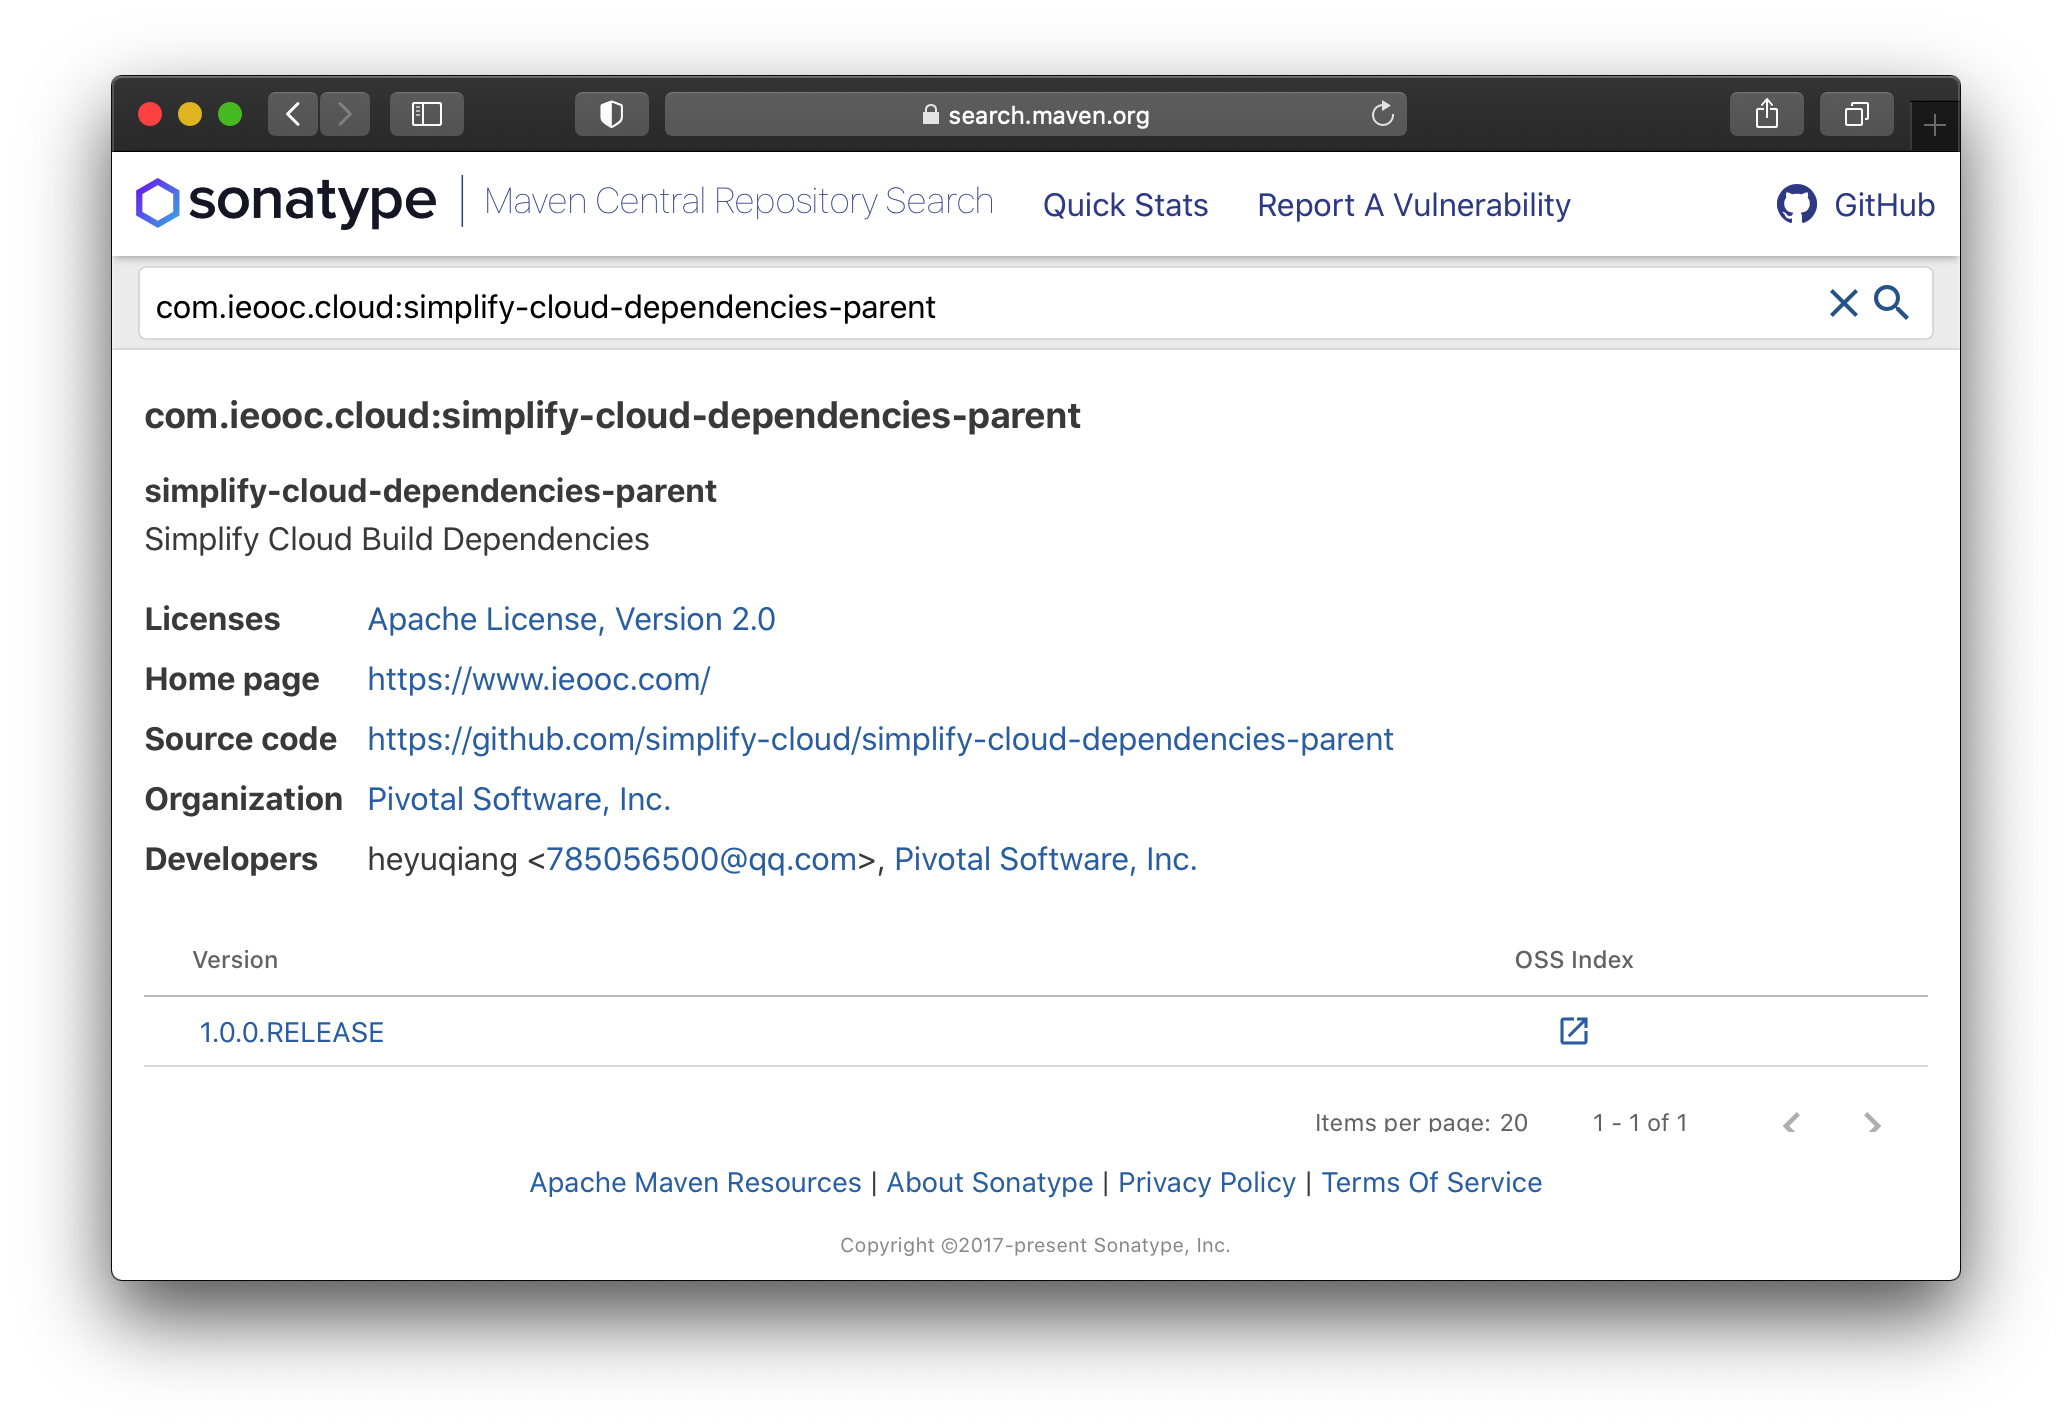 search.maven.org
sonatype | Maven Central Repository Search Quick Stats Report A Vulnerability GitHub
com.ieooc.cloud:simplify-cloud-dependencies-parent
com.ieooc.cloud:simplify-cloud-dependencies-parent
simplify-cloud-dependencies-parent
Simplify Cloud Build Dependencies
Licenses Apache License, Version 2.0
Home page https://www.ieooc.com/
Source code https://github.com/simplify-cloud/simplify-cloud-dependencies-parent
Organization Pivotal Software, Inc.
Developers heyuqiang <785056500@qq.com>, Pivotal Software, Inc.
Version OSS Index
1.0.0.RELEASE
Items per page: 20 1 - 1 of 1
Apache Maven Resources | About Sonatype | Privacy Policy | Terms Of Service
Copyright ©2017-present Sonatype, Inc.